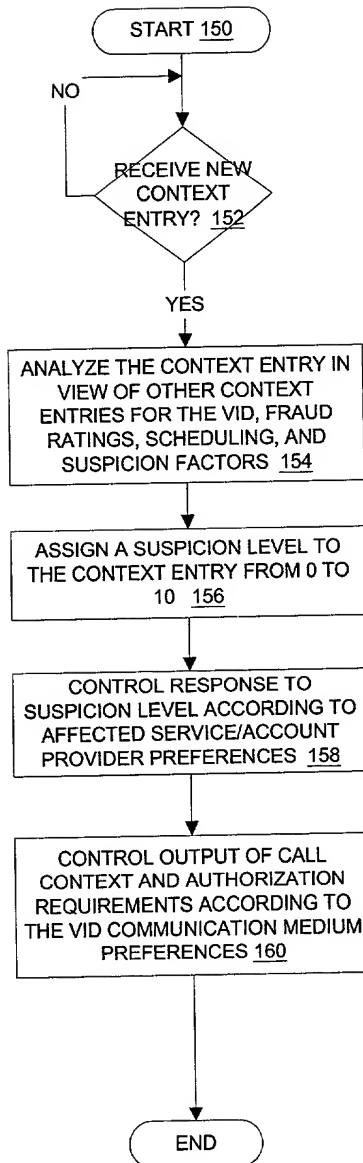 START 150
NO
RECEIVE NEW
CONTEXT
ENTRY? 152
YES
ANALYZE THE CONTEXT ENTRY IN
VIEW OF OTHER CONTEXT
ENTRIES FOR THE VID, FRAUD
RATINGS, SCHEDULING, AND
SUSPICION FACTORS 154
ASSIGN A SUSPICION LEVEL TO
THE CONTEXT ENTRY FROM 0 TO
10 156
CONTROL RESPONSE TO
SUSPICION LEVEL ACCORDING TO
AFFECTED SERVICE/ACCOUNT
PROVIDER PREFERENCES 158
CONTROL OUTPUT OF CALL
CONTEXT AND AUTHORIZATION
REQUIREMENTS ACCORDING TO
THE VID COMMUNICATION MEDIUM
PREFERENCES 160
END